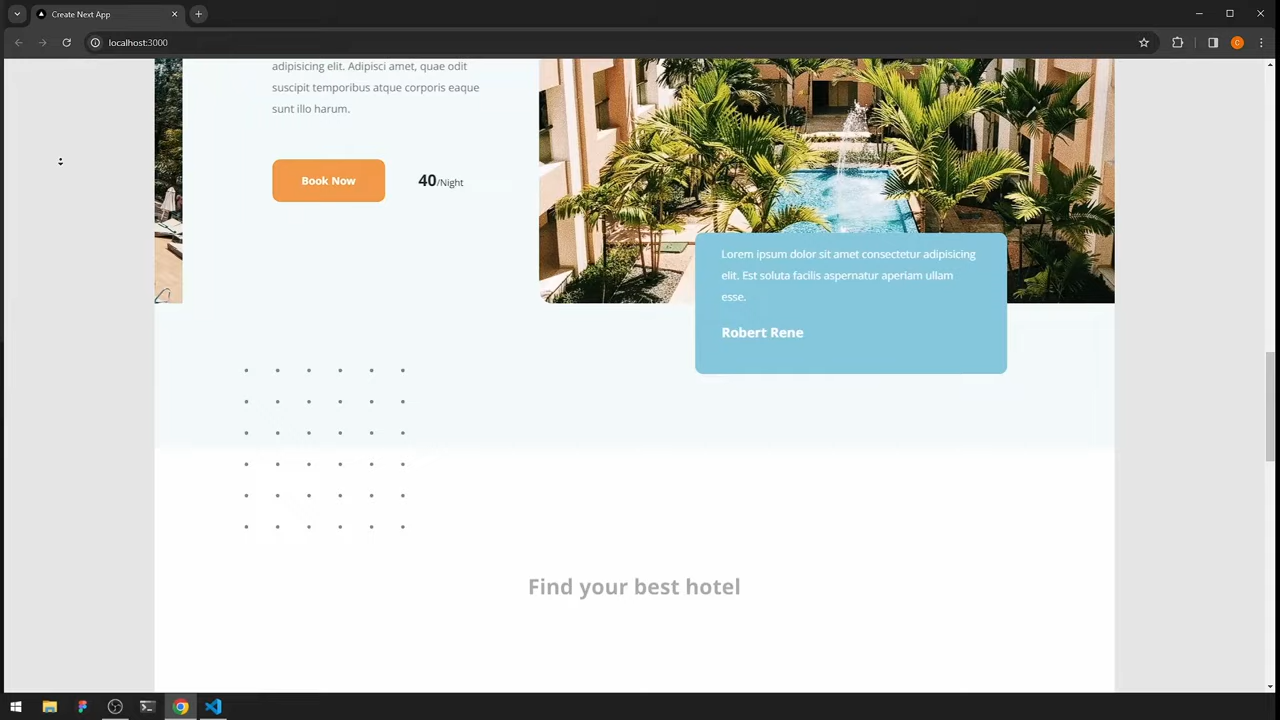 Create Next App
localhost:3000
C
adipisicing elit. Adipisci amet, quae odit
suscipit temporibus atque corporis eaque
sunt illo harum.
Book Now
40/Night
Lorem ipsum dolor sit amet consectetur adipisicing
elit. Est soluta facilis aspernatur aperiam ullam
esse.
Robert Rene
Find your best hotel